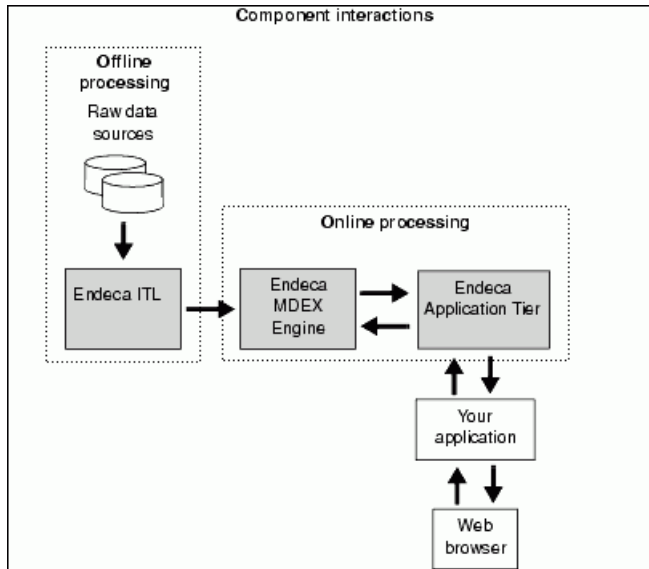 Component interactions
Offline
processing
Raw data
sources
Online processing
Endeca ITL
Endeca
MDEX
Engine
Endeca
Application Tier
Your
application
Web
browser